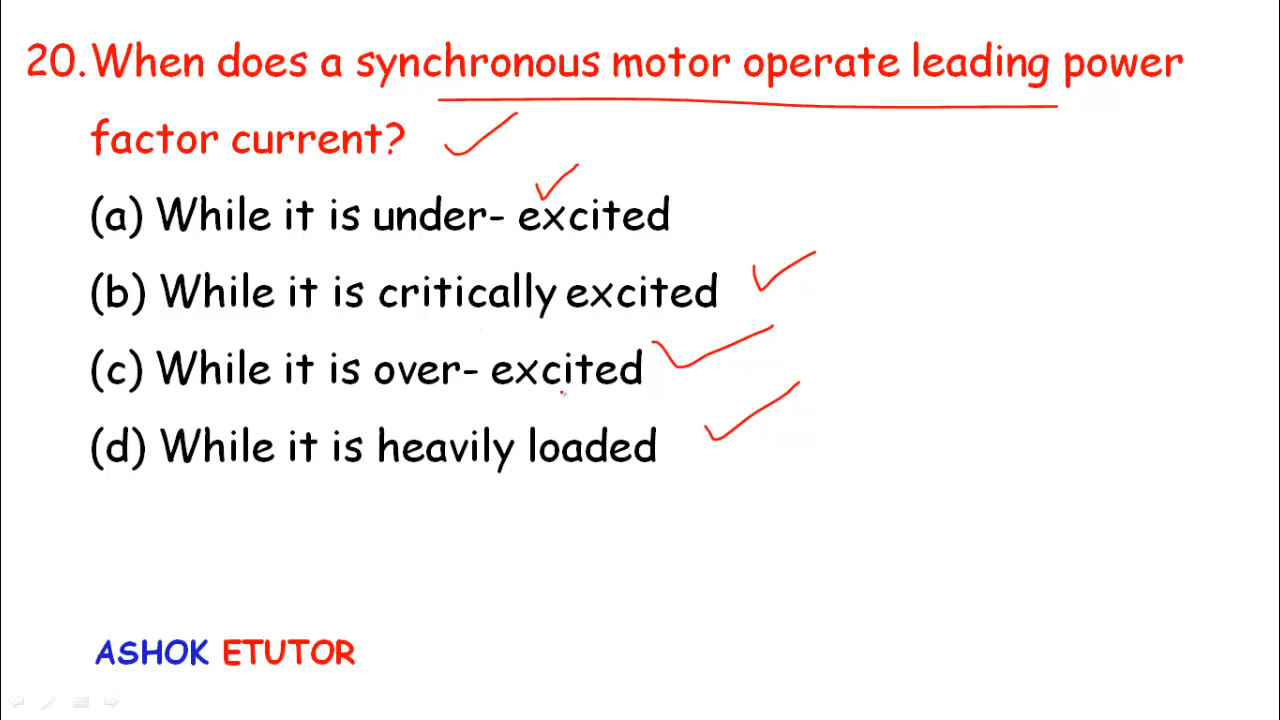 20. When does a synchronous motor operate leading power
factor current?
(a) While it is under- excited
(b) While it is critically excited
(c) While it is over- excited
(d) While it is heavily loaded
ASHOK ETUTOR